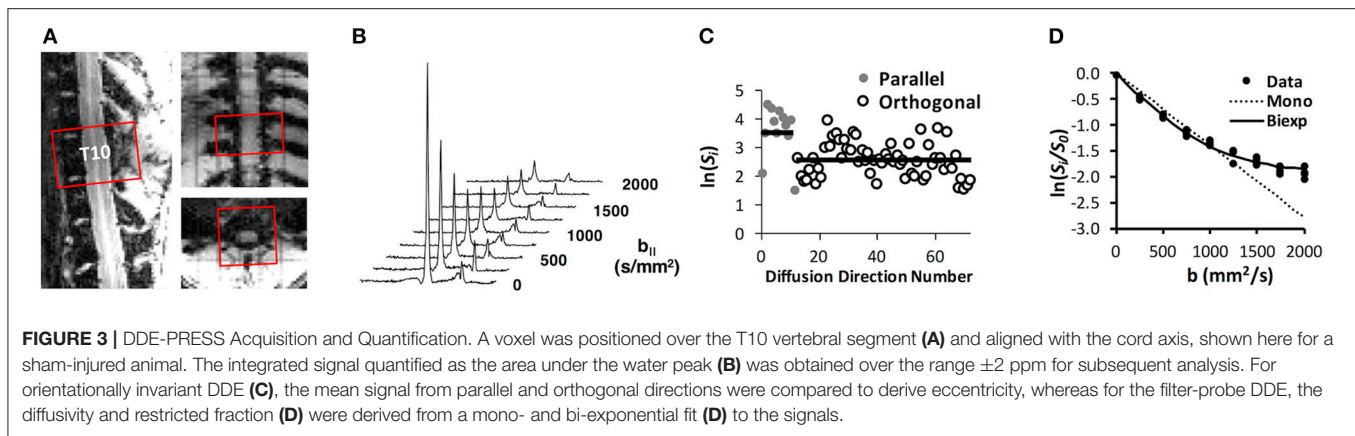 A
T10
B
2000
1500
1000
500
0
b||
(s/mm²)
C
Parallel
Orthogonal
ln(Si)
5
4
3
2
1
0
0 20 40 60
Diffusion Direction Number
D
Data
Mono
Biexp
ln(Si/S0)
0.0
-0.5
-1.0
-1.5
-2.0
-2.5
-3.0
0 500 1000 1500 2000
b (mm²/s)
FIGURE 3 | DDE-PRESS Acquisition and Quantification. A voxel was positioned over the T10 vertebral segment (A) and aligned with the cord axis, shown here for a
sham-injured animal. The integrated signal quantified as the area under the water peak (B) was obtained over the range ±2 ppm for subsequent analysis. For
orientationally invariant DDE (C), the mean signal from parallel and orthogonal directions were compared to derive eccentricity, whereas for the filter-probe DDE, the
diffusivity and restricted fraction (D) were derived from a mono- and bi-exponential fit (D) to the signals.